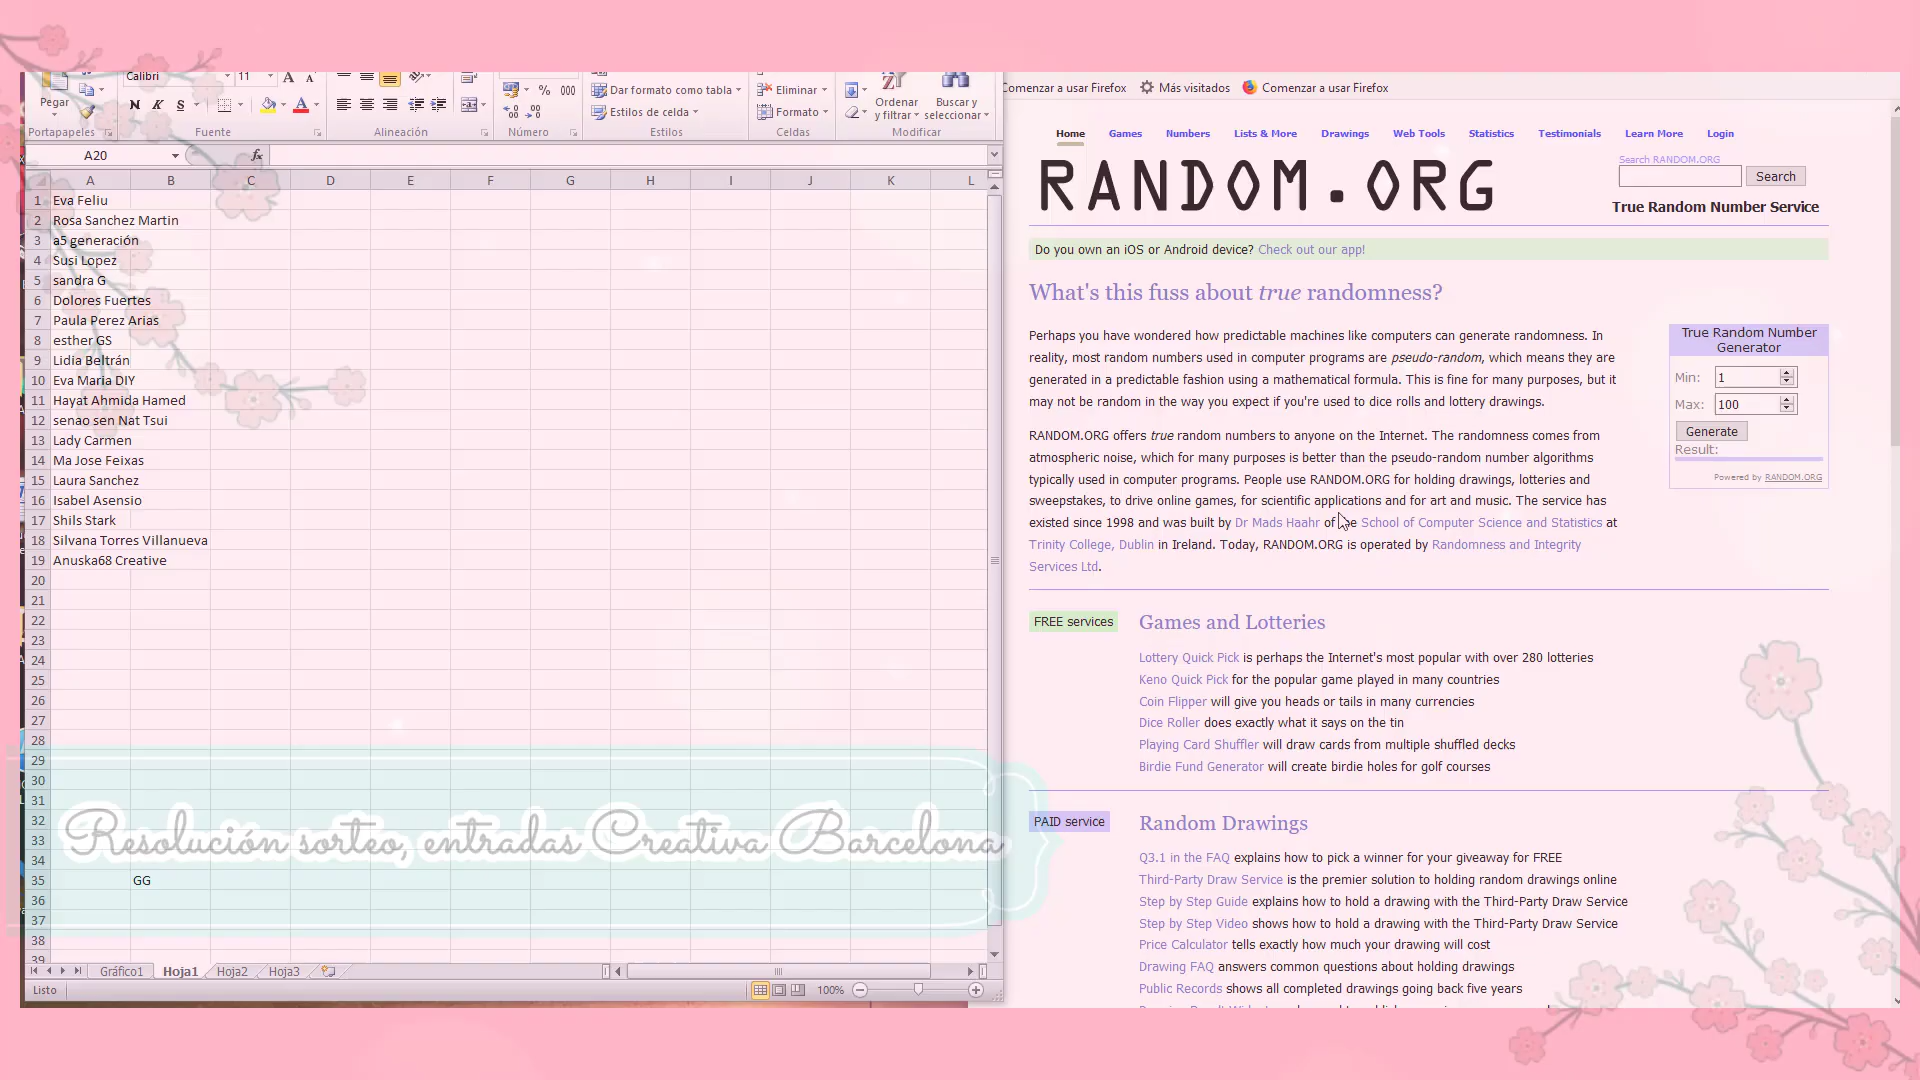 Calibri
11
Pegar
N K S
% 000
Dar formato como tabla
Estilos de celda
Eliminar
Formato
Ordenar
y filtrar
Buscar y
seleccionar
Portapapeles
Fuente
Alineación
Número
Estilos
Celdas
Modificar
A20
fx
A B C D E F G H I J K L
1 Eva Feliu
2 Rosa Sanchez Martin
3 a5 generación
4 Susi Lopez
5 sandra G
6 Dolores Fuertes
7 Paula Perez Arias
8 esther GS
9 Lidia Beltrán
10 Eva Maria DIY
11 Hayat Ahmida Hamed
12 senao sen Nat Tsui
13 Lady Carmen
14 Ma Jose Feixas
15 Laura Sanchez
16 Isabel Asensio
17 Shils Stark
18 Silvana Torres Villanueva
19 Anuska68 Creative
20
21
22
23
24
25
26
27
28
29
30
31
32
33
34
35 GG
36
37
38
39
Resolución sorteo, entradas Creativa Barcelona
Gráfico1 Hoja1 Hoja2 Hoja3
Listo
100%
Comenzar a usar Firefox
Más visitados
Comenzar a usar Firefox
Home Games Numbers Lists & More Drawings Web Tools Statistics Testimonials Learn More Login
RANDOM.ORG
Search RANDOM.ORG
Search
True Random Number Service
Do you own an iOS or Android device? Check out our app!
What's this fuss about true randomness?
Perhaps you have wondered how predictable machines like computers can generate randomness. In
reality, most random numbers used in computer programs are pseudo-random, which means they are
generated in a predictable fashion using a mathematical formula. This is fine for many purposes, but it
may not be random in the way you expect if you're used to dice rolls and lottery drawings.
RANDOM.ORG offers true random numbers to anyone on the Internet. The randomness comes from
atmospheric noise, which for many purposes is better than the pseudo-random number algorithms
typically used in computer programs. People use RANDOM.ORG for holding drawings, lotteries and
sweepstakes, to drive online games, for scientific applications and for art and music. The service has
existed since 1998 and was built by Dr Mads Haahr of the School of Computer Science and Statistics at
Trinity College, Dublin in Ireland. Today, RANDOM.ORG is operated by Randomness and Integrity
Services Ltd.
True Random Number
Generator
Min: 1
Max: 100
Generate
Result:
Powered by RANDOM.ORG
FREE services
Games and Lotteries
Lottery Quick Pick is perhaps the Internet's most popular with over 280 lotteries
Keno Quick Pick for the popular game played in many countries
Coin Flipper will give you heads or tails in many currencies
Dice Roller does exactly what it says on the tin
Playing Card Shuffler will draw cards from multiple shuffled decks
Birdie Fund Generator will create birdie holes for golf courses
PAID service
Random Drawings
Q3.1 in the FAQ explains how to pick a winner for your giveaway for FREE
Third-Party Draw Service is the premier solution to holding random drawings online
Step by Step Guide explains how to hold a drawing with the Third-Party Draw Service
Step by Step Video shows how to hold a drawing with the Third-Party Draw Service
Price Calculator tells exactly how much your drawing will cost
Drawing FAQ answers common questions about holding drawings
Public Records shows all completed drawings going back five years